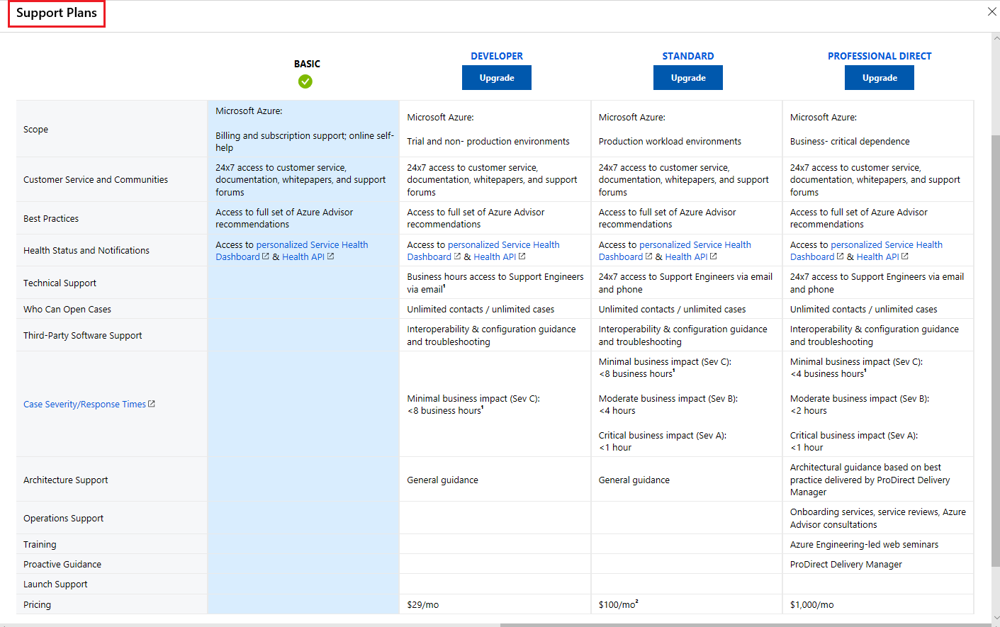 Support Plans
BASIC
DEVELOPER
Upgrade
STANDARD
Upgrade
PROFESSIONAL DIRECT
Upgrade
Scope
Microsoft Azure:
Billing and subscription support; online self-
help
Microsoft Azure:
Trial and non- production environments
Microsoft Azure:
Production workload environments
Microsoft Azure:
Business- critical dependence
Customer Service and Communities
24x7 access to customer service,
documentation, whitepapers, and support
forums
24x7 access to customer service,
documentation, whitepapers, and support
forums
24x7 access to customer service,
documentation, whitepapers, and support
forums
24x7 access to customer service,
documentation, whitepapers, and support
forums
Best Practices
Access to full set of Azure Advisor
recommendations
Access to full set of Azure Advisor
recommendations
Access to full set of Azure Advisor
recommendations
Access to full set of Azure Advisor
recommendations
Health Status and Notifications
Access to personalized Service Health
Dashboard & Health API
Access to personalized Service Health
Dashboard & Health API
Access to personalized Service Health
Dashboard & Health API
Access to personalized Service Health
Dashboard & Health API
Technical Support
Business hours access to Support Engineers
via email¹
24x7 access to Support Engineers via email
and phone
24x7 access to Support Engineers via email
and phone
Who Can Open Cases
Unlimited contacts / unlimited cases
Unlimited contacts / unlimited cases
Unlimited contacts / unlimited cases
Third-Party Software Support
Interoperability & configuration guidance
and troubleshooting
Interoperability & configuration guidance
and troubleshooting
Interoperability & configuration guidance
and troubleshooting
Case Severity/Response Times
Minimal business impact (Sev C):
<8 business hours¹
Minimal business impact (Sev C):
<8 business hours¹
Moderate business impact (Sev B):
<4 hours
Critical business impact (Sev A):
<1 hour
Minimal business impact (Sev C):
<4 business hours¹
Moderate business impact (Sev B):
<2 hours
Critical business impact (Sev A):
<1 hour
Architecture Support
General guidance
General guidance
Architectural guidance based on best
practice delivered by ProDirect Delivery
Manager
Operations Support
Onboarding services, service reviews, Azure
Advisor consultations
Training
Azure Engineering-led web seminars
Proactive Guidance
ProDirect Delivery Manager
Launch Support
Pricing
$29/mo
$100/mo²
$1,000/mo